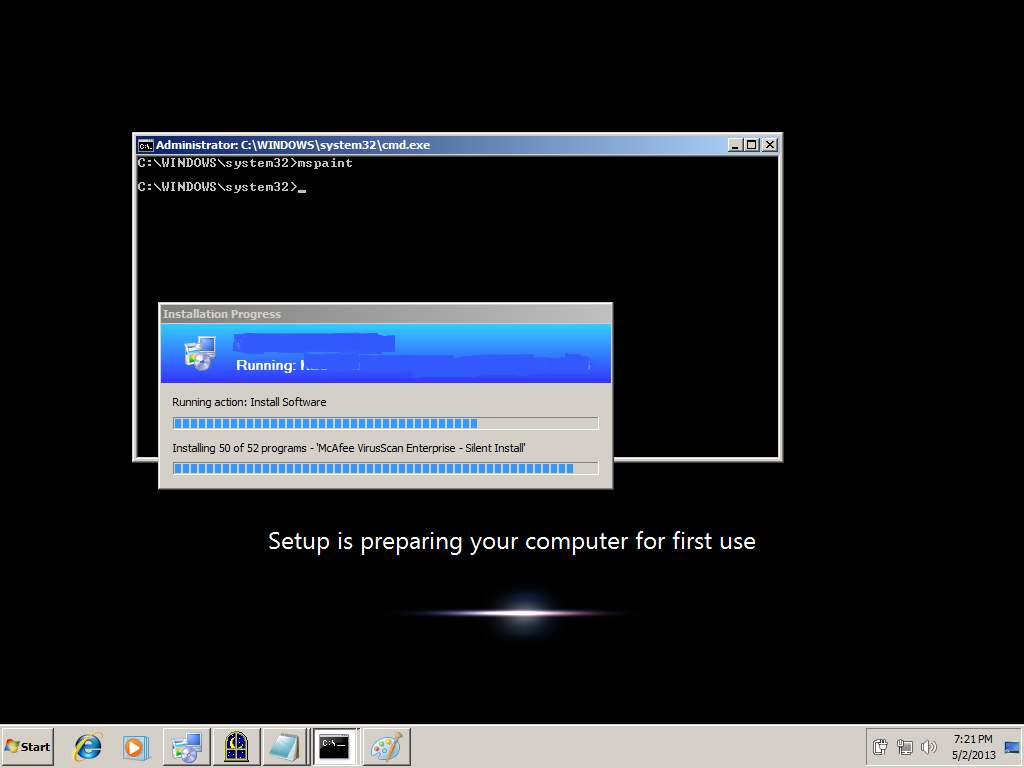 Administrator: C:\WINDOWS\system32\cmd.exe
C:\WINDOWS\system32>mspaint
C:\WINDOWS\system32>_
Installation Progress
Running:
Running action: Install Software
Installing 50 of 52 programs - 'McAfee VirusScan Enterprise - Silent Install'
Setup is preparing your computer for first use
Start
C:\_
7:21 PM
5/2/2013